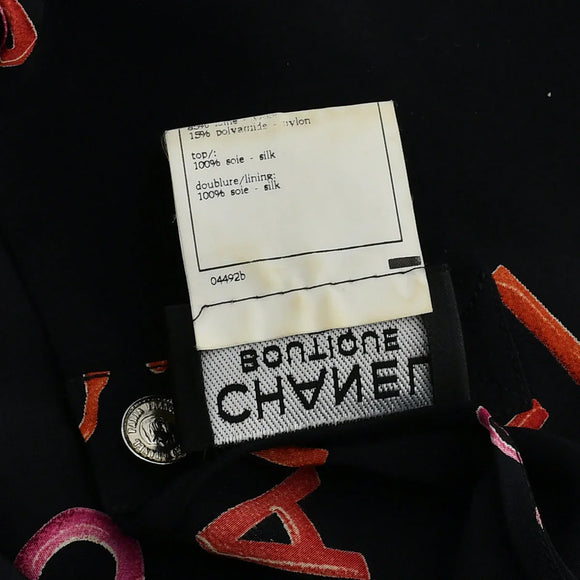 15% polyamide - nylon
top/:
100% soie - silk
doublure/lining:
100% soie - silk
04492b
BOUTIQUE
CHANEL